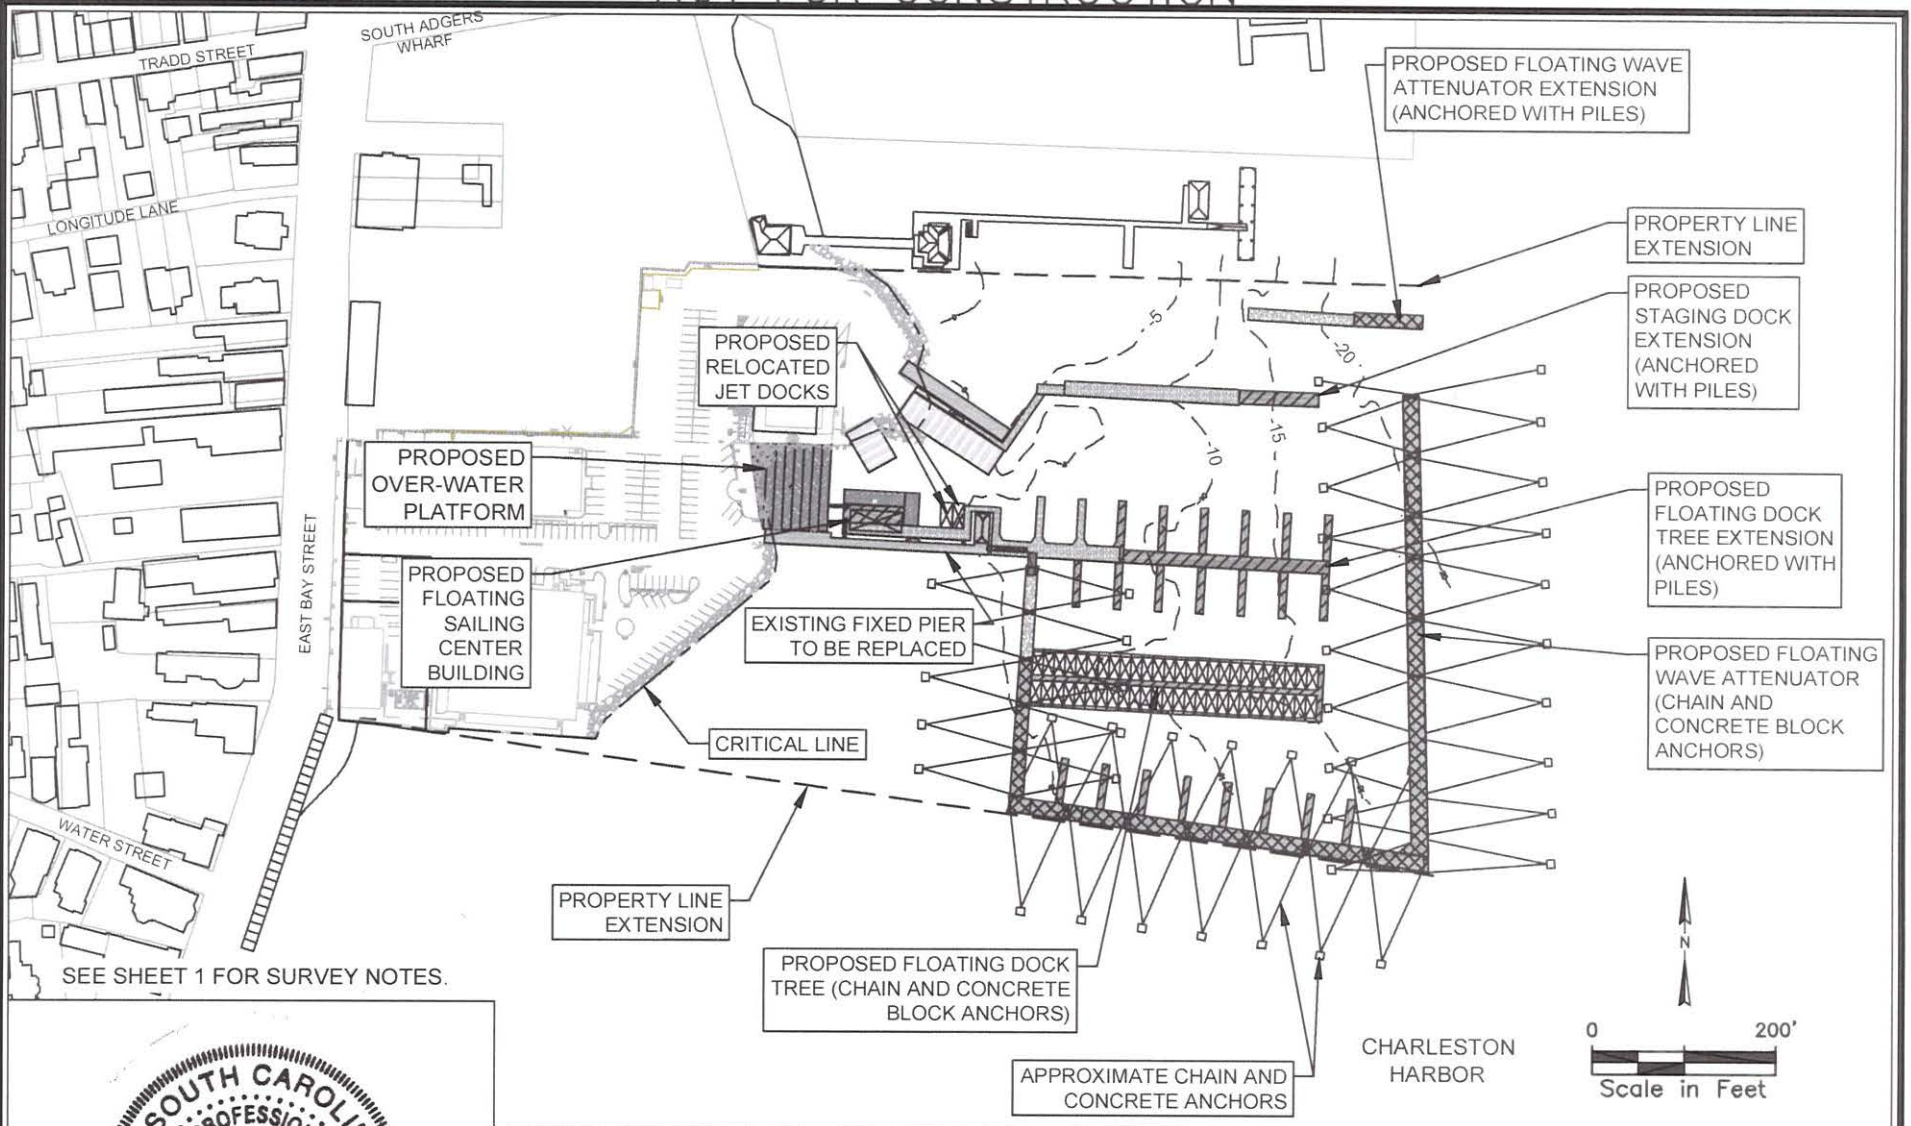 NOT FOR CONSTRUCTION
TRADD STREET
SOUTH ADGERS
WHARF
LONGITUDE LANE
EAST BAY STREET
WATER STREET
PROPOSED FLOATING WAVE
ATTENUATOR EXTENSION
(ANCHORED WITH PILES)
PROPERTY LINE
EXTENSION
PROPOSED
STAGING DOCK
EXTENSION
(ANCHORED
WITH PILES)
PROPOSED
RELOCATED
JET DOCKS
-5
-20
-15
-10
PROPOSED
OVER-WATER
PLATFORM
PROPOSED
FLOATING DOCK
TREE EXTENSION
(ANCHORED WITH
PILES)
PROPOSED
FLOATING
SAILING
CENTER
BUILDING
EXISTING FIXED PIER
TO BE REPLACED
PROPOSED FLOATING
WAVE ATTENUATOR
(CHAIN AND
CONCRETE BLOCK
ANCHORS)
CRITICAL LINE
PROPERTY LINE
EXTENSION
SEE SHEET 1 FOR SURVEY NOTES.
PROPOSED FLOATING DOCK
TREE (CHAIN AND CONCRETE
BLOCK ANCHORS)
N
APPROXIMATE CHAIN AND
CONCRETE ANCHORS
CHARLESTON
HARBOR
0 200'
Scale in Feet
SOUTH CAROLI